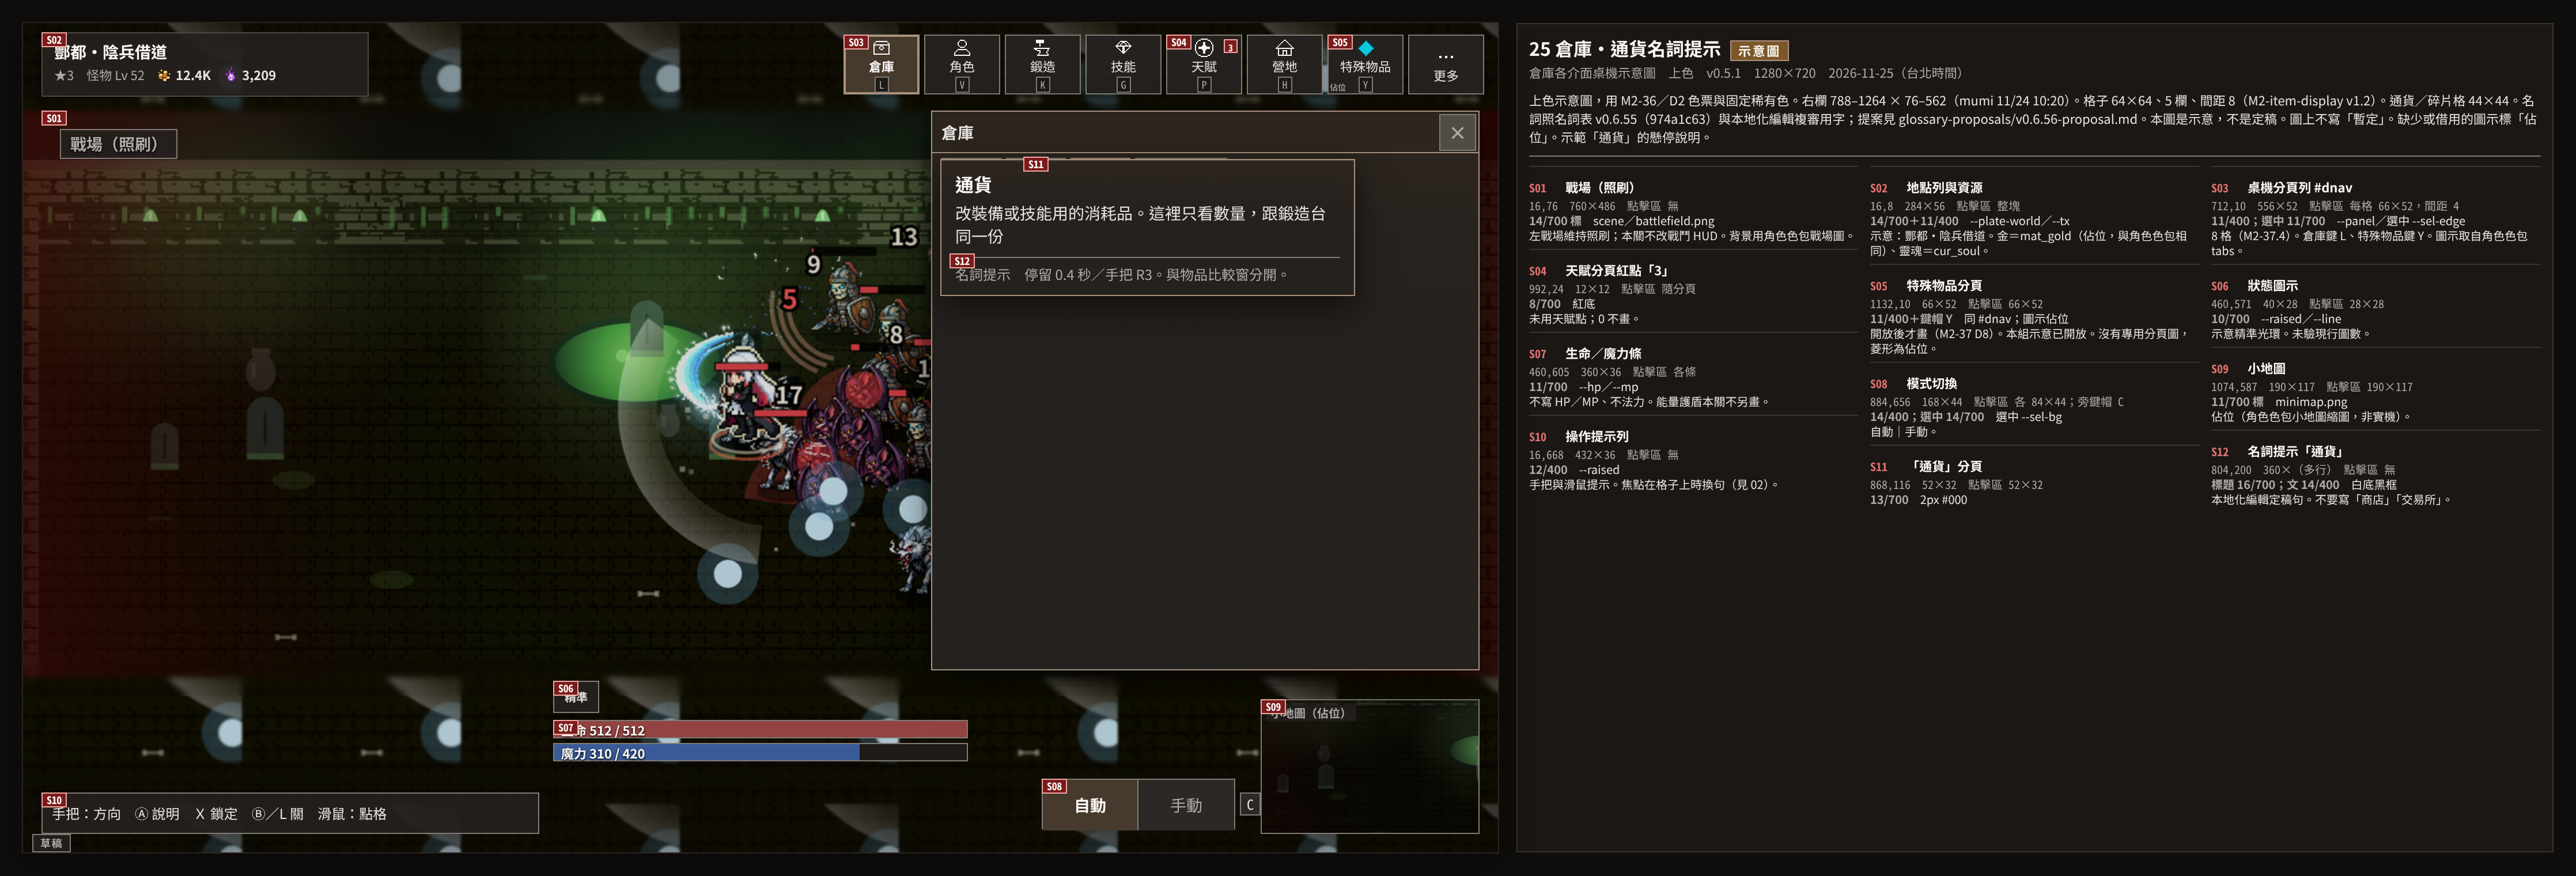 S02
酆都・陰兵借道
★3 怪物 Lv 52 12.4K 3,209
S03
倉庫
L
角色
V
鍛造
K
技能
G
S04
3
天賦
P
營地
H
S05
特殊物品
佔位
Y
…
更多
S01
戰場（照刷）
倉庫
×
S11
通貨
改裝備或技能用的消耗品。這裡只看數量，跟鍛造台
同一份
S12
名詞提示 停留 0.4 秒／手把 R3。與物品比較窗分開。
13
9
5
8
1
17
S06
精準
S07
命 512 / 512
魔力 310 / 420
S08
自動
手動
C
S09
地圖（佔位）
S10
手把：方向 Ⓐ 說明 X 鎖定 Ⓑ／L 關 滑鼠：點格
草稿
25 倉庫・通貨名詞提示 示意圖
倉庫各介面桌機示意圖 上色 v0.5.1 1280×720 2026-11-25（台北時間）
上色示意圖，用 M2-36／D2 色票與固定稀有色。右欄 788–1264 × 76–562（mumi 11/24 10:20）。格子 64×64、5 欄、間距 8（M2-item-display v1.2）。通貨／碎片格 44×44。名
詞照名詞表 v0.6.55（974a1c63）與本地化編輯複審用字；提案見 glossary-proposals/v0.6.56-proposal.md。本圖是示意，不是定稿。圖上不寫「暫定」。缺少或借用的圖示標「佔
位」。示範「通貨」的懸停說明。
S01 戰場（照刷）
16,76 760×486 點擊區 無
14/700 標 scene／battlefield.png
左戰場維持照刷；本關不改戰鬥 HUD。背景用角色色包戰場圖。
S04 天賦分頁紅點「3」
992,24 12×12 點擊區 隨分頁
8/700 紅底
未用天賦點；0 不畫。
S07 生命／魔力條
460,605 360×36 點擊區 各條
11/700 --hp／--mp
不寫 HP／MP、不法力。能量護盾本關不另畫。
S10 操作提示列
16,668 432×36 點擊區 無
12/400 --raised
手把與滑鼠提示。焦點在格子上時換句（見 02）。
S02 地點列與資源
16,8 284×56 點擊區 整塊
14/700＋11/400 --plate-world／--tx
示意：酆都・陰兵借道。金＝mat_gold（佔位，與角色色包相
同）、靈魂＝cur_soul。
S05 特殊物品分頁
1132,10 66×52 點擊區 66×52
11/400＋鍵帽 Y 同 #dnav；圖示佔位
開放後才畫（M2-37 D8）。本組示意已開放。沒有專用分頁圖，
菱形為佔位。
S08 模式切換
884,656 168×44 點擊區 各 84×44；旁鍵帽 C
14/400；選中 14/700 選中 --sel-bg
自動｜手動。
S11 「通貨」分頁
868,116 52×32 點擊區 52×32
13/700 2px #000
S03 桌機分頁列 #dnav
712,10 556×52 點擊區 每格 66×52，間距 4
11/400；選中 11/700 --panel／選中 --sel-edge
8 格（M2-37.4）。倉庫鍵 L、特殊物品鍵 Y。圖示取自角色色包
tabs。
S06 狀態圖示
460,571 40×28 點擊區 28×28
10/700 --raised／--line
示意精準光環。未驗現行圖數。
S09 小地圖
1074,587 190×117 點擊區 190×117
11/700 標 minimap.png
佔位（角色色包小地圖縮圖，非實機）。
S12 名詞提示「通貨」
804,200 360×（多行） 點擊區 無
標題 16/700；文 14/400 白底黑框
本地化編輯定稿句。不要寫「商店」「交易所」。